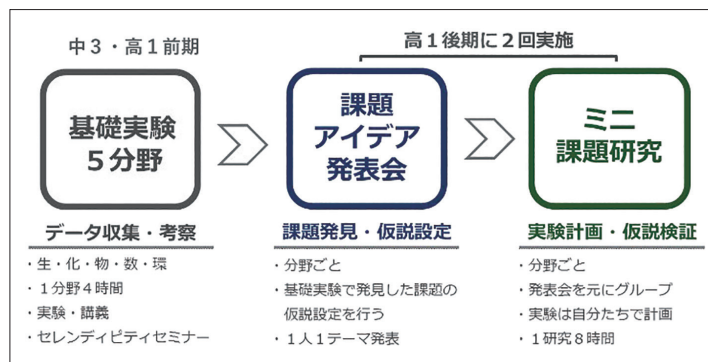 中3・高1前期
高1後期に2回実施
基礎実験
5分野
課題
アイデア
発表会
ミニ
課題研究
データ収集・考察
・生・化・物・数・環
・1分野4時間
・実験・講義
・セレンディピティセミナー
課題発見・仮説設定
・分野ごと
・基礎実験で発見した課題の
仮説設定を行う
・1人1テーマ発表
実験計画・仮説検証
・分野ごと
・発表会を元にグループ
・実験は自分たちで計画
・1研究8時間